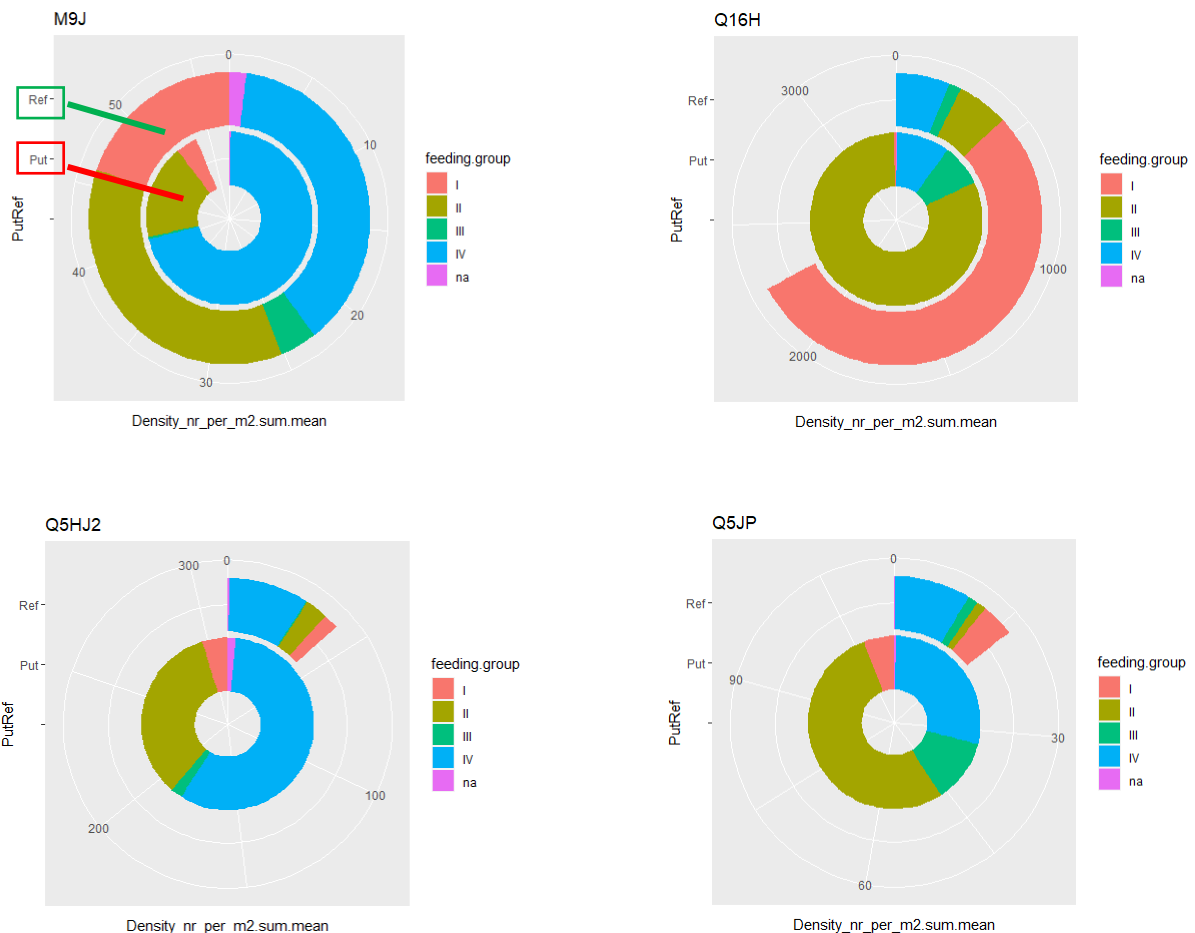 M9J
0
10
20
30
40
50
Ref
Put
PutRef
Density_nr_per_m2.sum.mean
feeding.group
I
II
III
IV
na
Q16H
0
1000
2000
3000
Ref
Put
PutRef
Density_nr_per_m2.sum.mean
feeding.group
I
II
III
IV
na
Q5HJ2
0
100
200
300
Ref
Put
PutRef
Density_nr_per_m2.sum.mean
feeding.group
I
II
III
IV
na
Q5JP
0
30
60
90
Ref
Put
PutRef
Density_nr_per_m2.sum.mean
feeding.group
I
II
III
IV
na